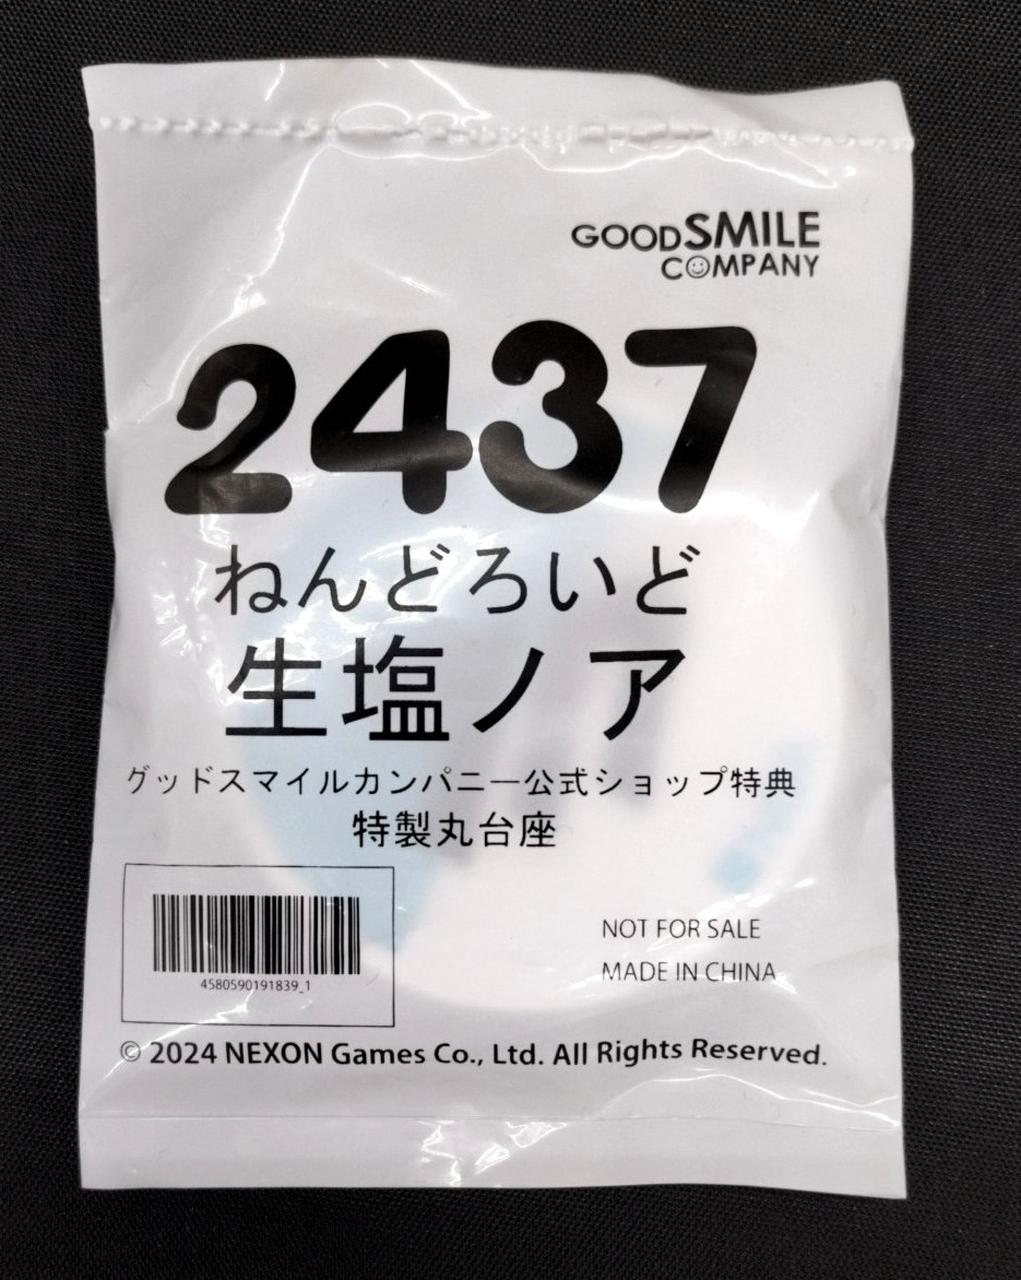 GOODSMILE
COMPANY
2437
ねんどろいど
生塩ノア
グッドスマイルカンパニー公式ショップ特典
特製丸台座
NOT FOR SALE
MADE IN CHINA
4580590191839_1
© 2024 NEXON Games Co., Ltd. All Rights Reserved.